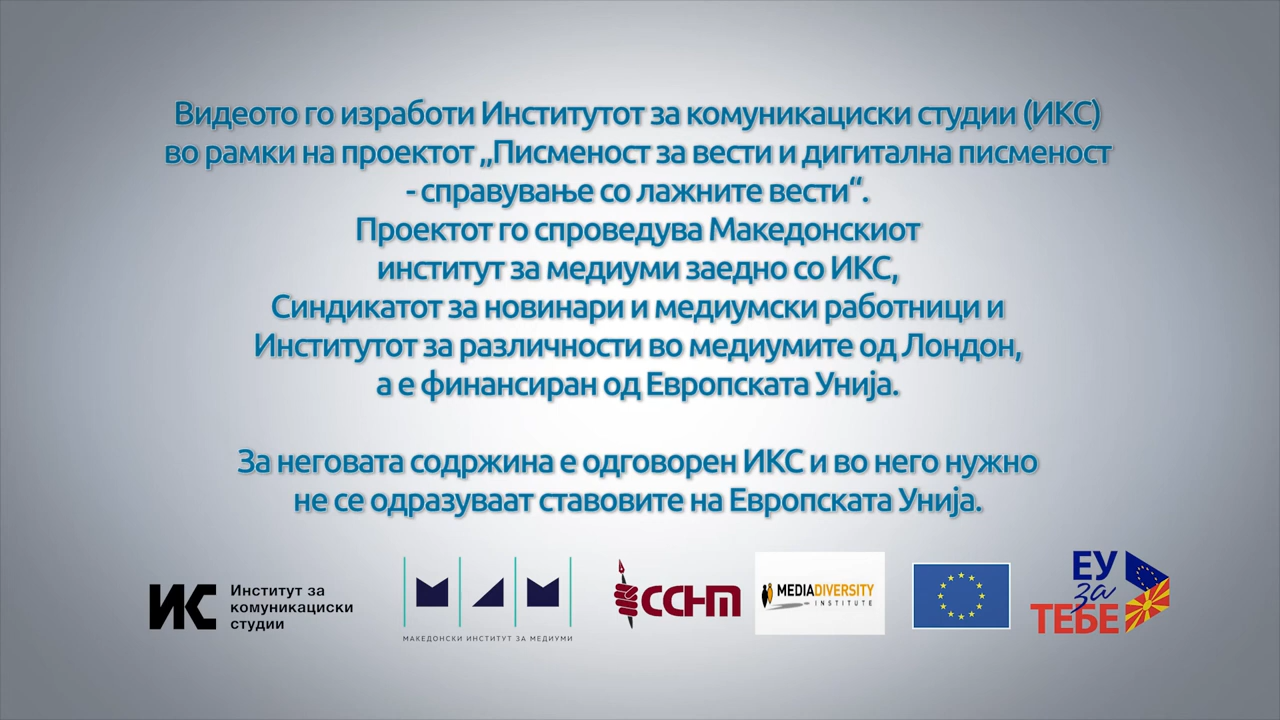 Видеото го изработи Институтот за комуникациски студии (ИКС)
во рамки на проектот „Писменост за вести и дигитална писменост
- справување со лажните вести“.
Проектот го спроведува Македонскиот
институт за медиуми заедно со ИКС,
Синдикатот за новинари и медиумски работници и
Институтот за различности во медиумите од Лондон,
а е финансиран од Европската Унија.
За неговата содржина е одговорен ИКС и во него нужно
не се одразуваат ставовите на Европската Унија.
ИКС
Институт за
комуникациски
студии
МИМ
МАКЕДОНСКИ ИНСТИТУТ ЗА МЕДИУМИ
ССНМ
MEDIADIVERSITY
INSTITUTE
ЕУ
за
ТЕБЕ